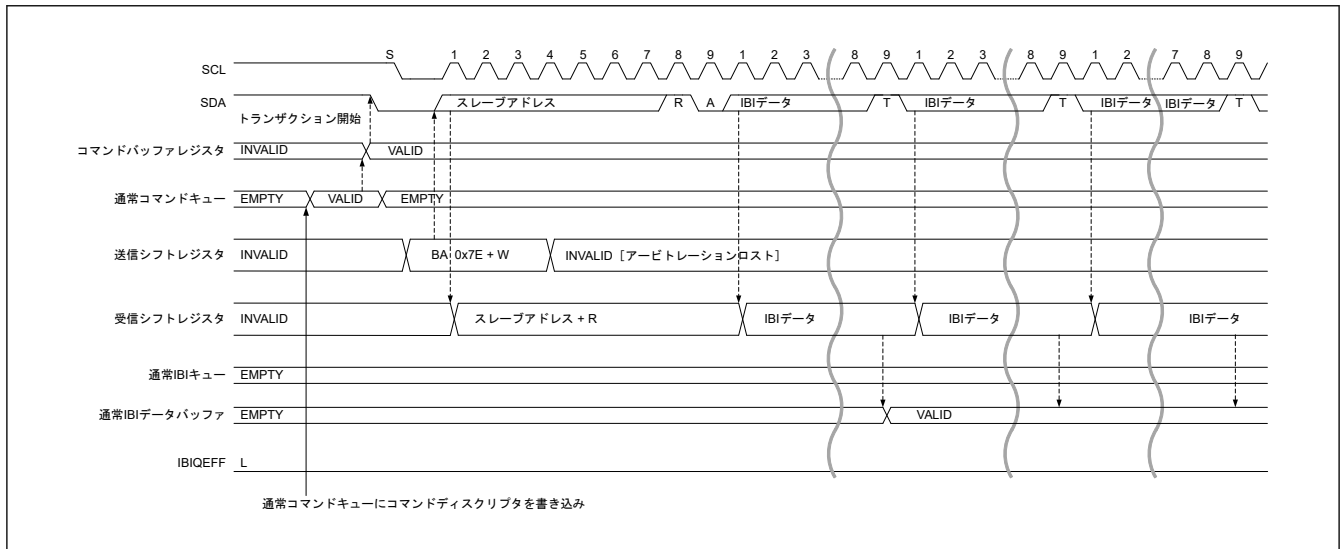 S 1 2 3 4 5 6 7 8 9 1 2 3 8 9 1 2 3 8 9 1 2 7 8 9
SCL
SDA スレーブアドレス R A IBIデータ T IBIデータ T IBIデータ IBIデータ T
トランザクション開始
コマンドバッファレジスタ INVALID VALID
通常コマンドキュー EMPTY VALID EMPTY
送信シフトレジスタ INVALID BA 0x7E + W INVALID [アービトレーションロスト]
受信シフトレジスタ INVALID スレーブアドレス + R IBIデータ IBIデータ IBIデータ
通常IBIキュー EMPTY
通常IBIデータバッファ EMPTY VALID
IBIQEFF L
通常コマンドキューにコマンドディスクリプタを書き込み